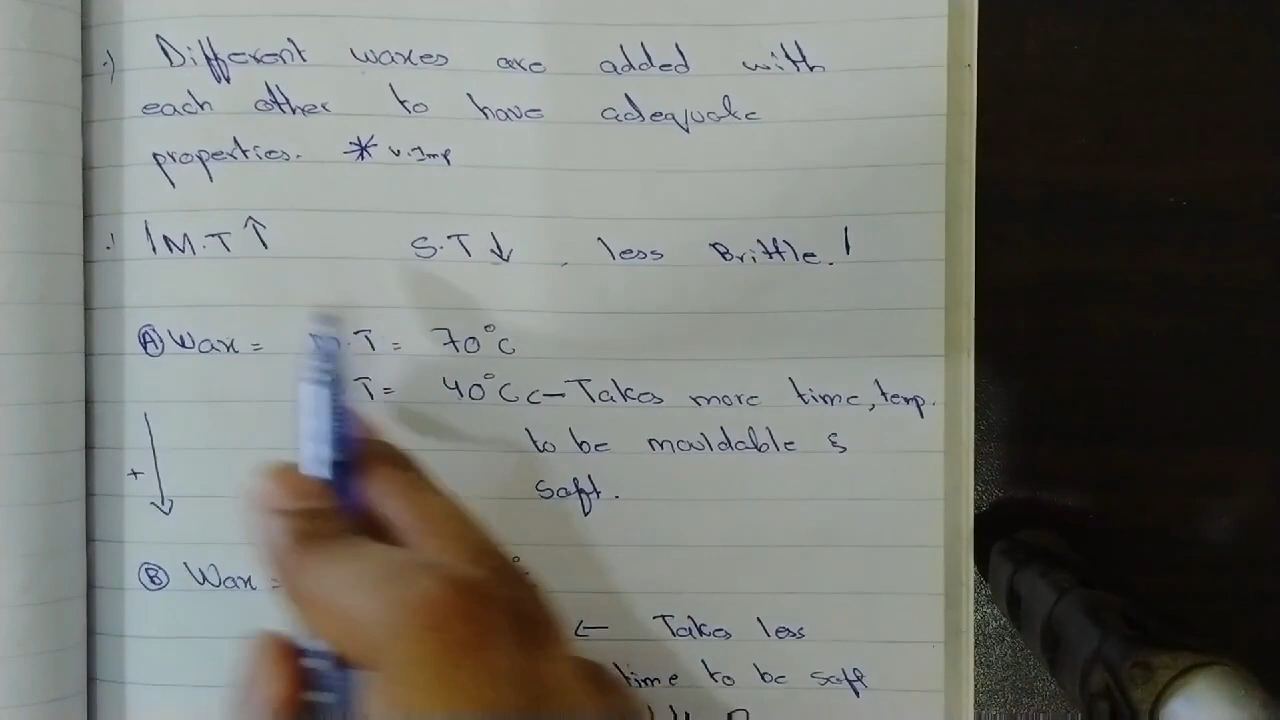 Different waxes are added with
each other to have adequate
properties. * v.Imp
M.T ↑ S.T ↓, less Brittle!
Ⓐ Wax = M.T = 70°C
T = 40°C ← Takes more time, temp.
to be mouldable &
soft.
+
Ⓑ Wax =
← Takes less
time to be soft